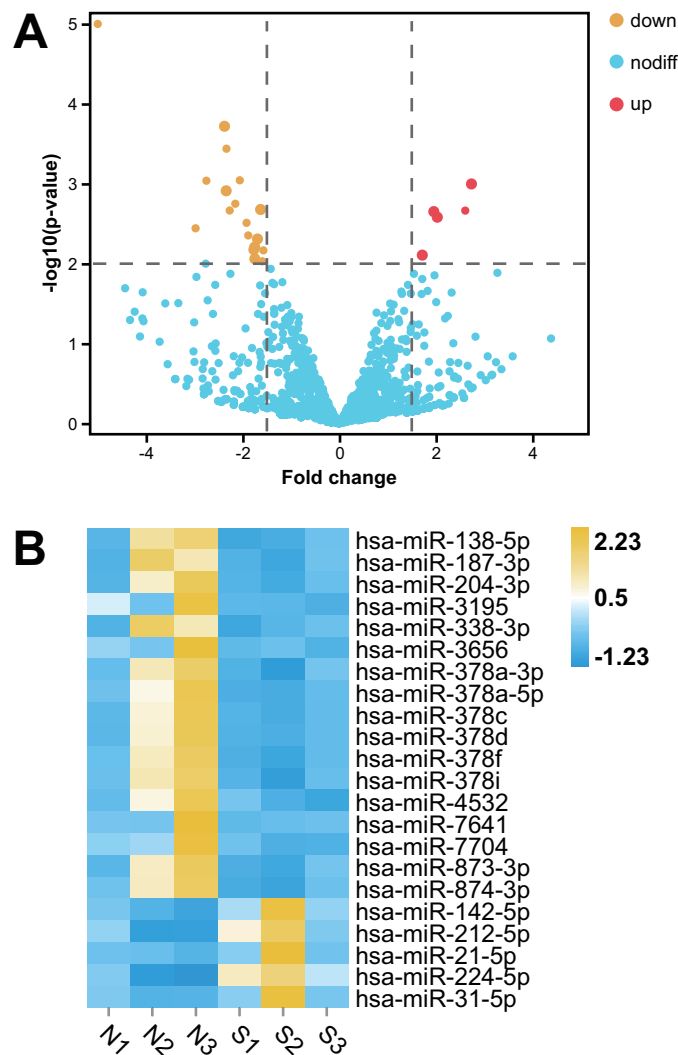 A
down
nodiff
up
5
4
3
2
1
0
-log10(p-value)
-4
-2
0
2
4
Fold change
B
hsa-miR-138-5p
hsa-miR-187-3p
hsa-miR-204-3p
hsa-miR-3195
hsa-miR-338-3p
hsa-miR-3656
hsa-miR-378a-3p
hsa-miR-378a-5p
hsa-miR-378c
hsa-miR-378d
hsa-miR-378f
hsa-miR-378i
hsa-miR-4532
hsa-miR-7641
hsa-miR-7704
hsa-miR-873-3p
hsa-miR-874-3p
hsa-miR-142-5p
hsa-miR-212-5p
hsa-miR-21-5p
hsa-miR-224-5p
hsa-miR-31-5p
2.23
0.5
-1.23
N1
N2
N3
S1
S2
S3